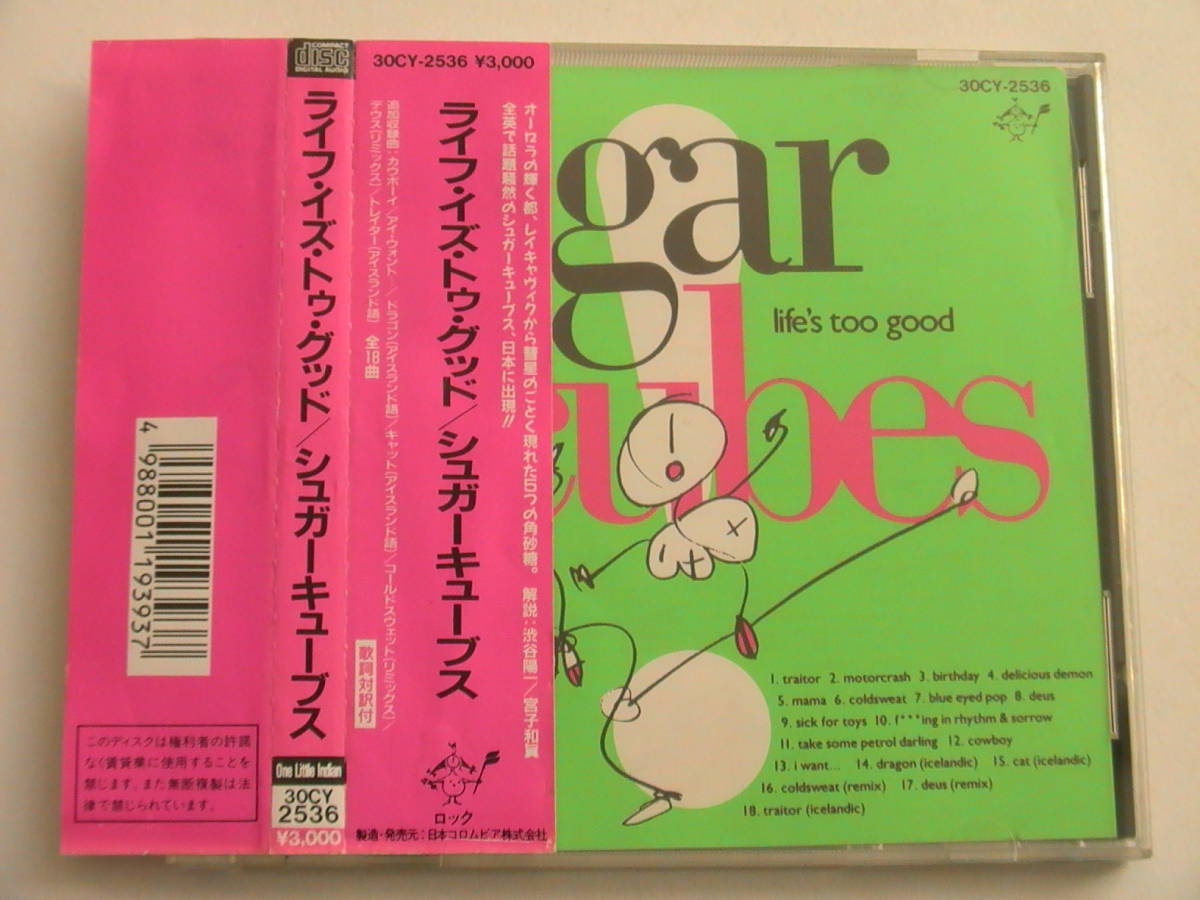 4 988001 193937
このディスクは権利者の許諾
なく賃貸業に使用することを
禁じます。また無断複製は法
律で禁じられています。
COMPACT
disc
DIGITAL AUDIO
ライフ・イズ・トゥ・グッド/シュガーキューブス
One Little Indian
30CY
2536
¥3,000
30CY-2536 ¥3,000
オーロラの輝く都、レイキャヴィクから彗星のごとく現れた5つの角砂糖。 解説:渋谷陽一/宮子和眞
全英で話題騒然のシュガーキューブス、日本に出現!!
ライフ・イズ・トゥ・グッド/シュガーキューブス
追加収録曲:カウボーイ/アイ・ウォント/ドラゴン[アイスランド語]/キャット[アイスランド語]/コールドスウェット[リミックス]/
デウス[リミックス]/トレイター[アイスランド語] 全18曲
歌詞対訳付
ロック
製造・発売元:日本コロムビア株式会社
30CY-2536
gar
cubes
life's too good
1. traitor 2. motorcrash 3. birthday 4. delicious demon
5. mama 6. coldsweat 7. blue eyed pop 8. deus
9. sick for toys 10. f***ing in rhythm & sorrow
11. take some petrol darling 12. cowboy
13. i want... 14. dragon (icelandic) 15. cat (icelandic)
16. coldsweat (remix) 17. deus (remix)
18. traitor (icelandic)